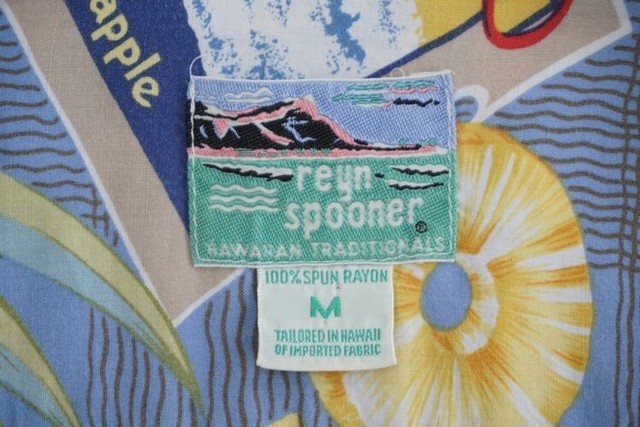 apple
reyn
spooner®
HAWAIIAN TRADITIONALS
100% SPUN RAYON
M
TAILORED IN HAWAII
OF IMPORTED FABRIC